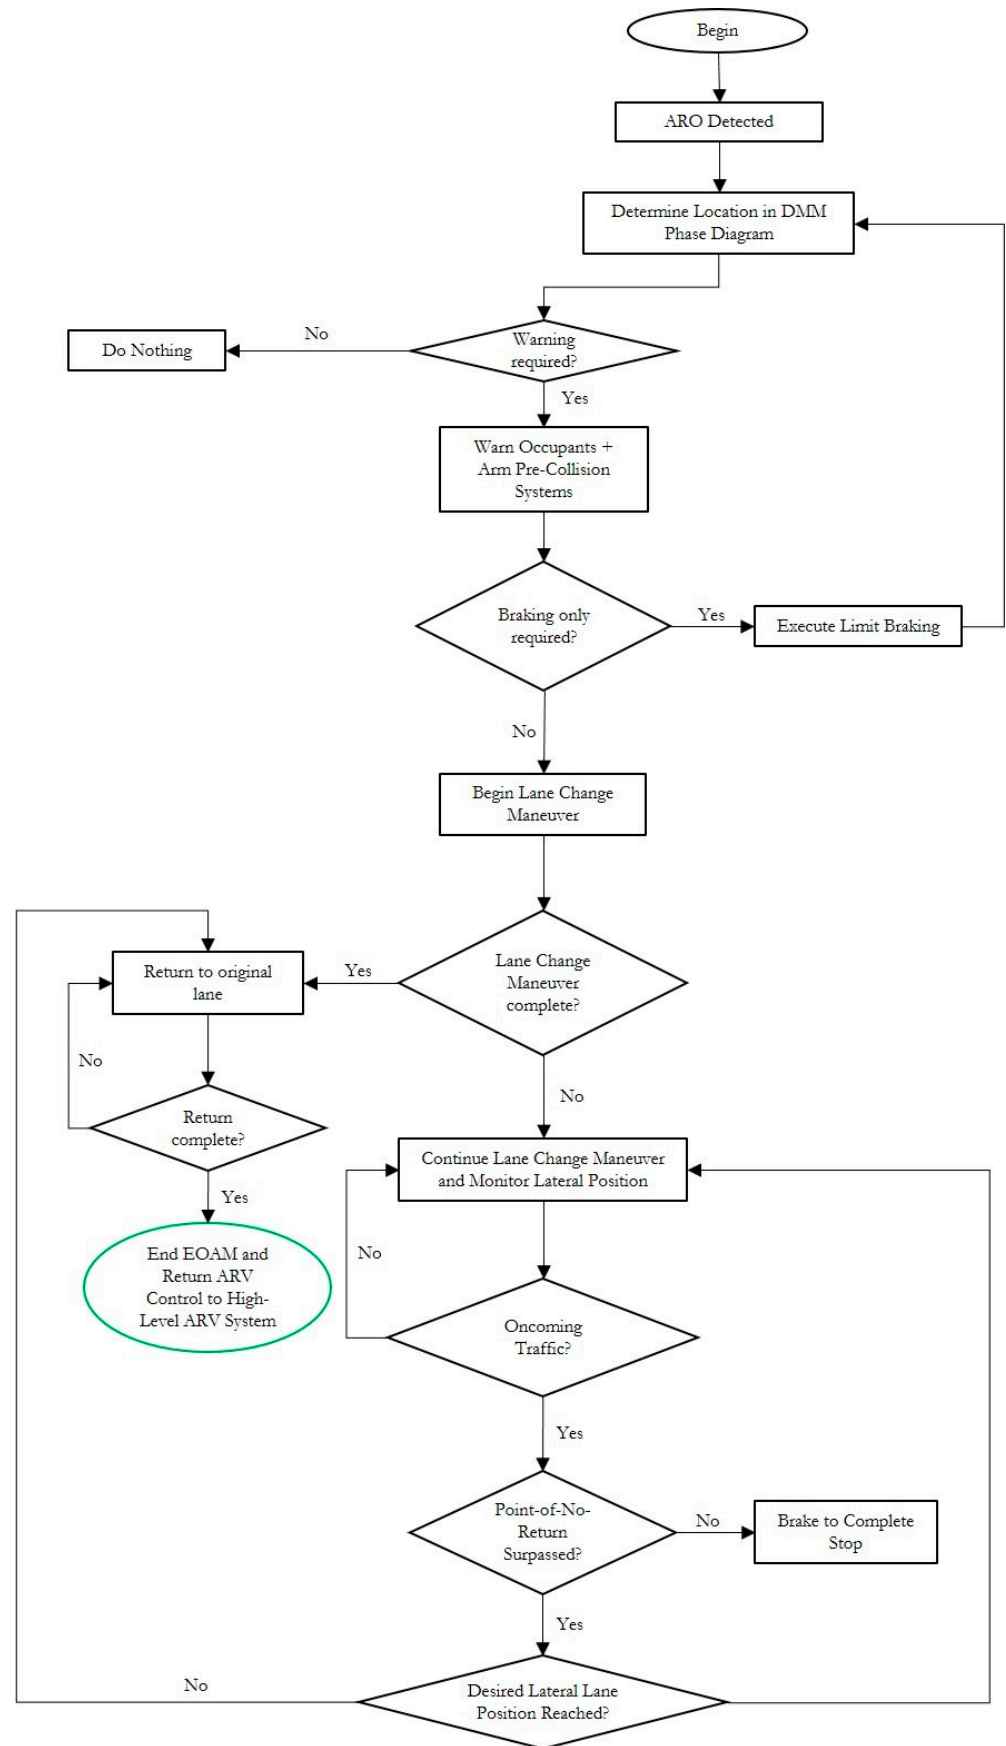 Begin
ARO Detected
Determine Location in DMM
Phase Diagram
Warning
required?
No
Do Nothing
Yes
Warn Occupants +
Arm Pre-Collision
Systems
Braking only
required?
Yes
Execute Limit Braking
No
Begin Lane Change
Maneuver
Lane Change
Maneuver
complete?
Yes
Return to original
lane
No
Return
complete?
Yes
End EOAM and
Return ARV
Control to High-
Level ARV System
No
Continue Lane Change Maneuver
and Monitor Lateral Position
No
Oncoming
Traffic?
Yes
Point-of-No-
Return
Surpassed?
No
Brake to Complete
Stop
Yes
Desired Lateral Lane
Position Reached?
No